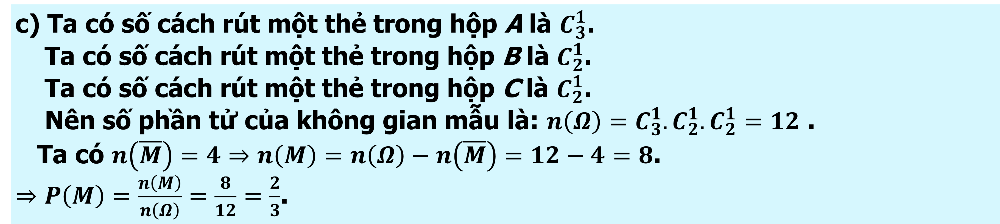 c) Ta có số cách rút một thẻ trong hộp A là $C_3^1$.
Ta có số cách rút một thẻ trong hộp B là $C_2^1$.
Ta có số cách rút một thẻ trong hộp C là $C_2^1$.
Nên số phần tử của không gian mẫu là: $n(\Omega) = C_3^1 . C_2^1 . C_2^1 = 12$ .
Ta có $n(\overline{M}) = 4 \Rightarrow n(M) = n(\Omega) - n(\overline{M}) = 12 - 4 = 8$.
$\Rightarrow P(M) = \frac{n(M)}{n(\Omega)} = \frac{8}{12} = \frac{2}{3}$.